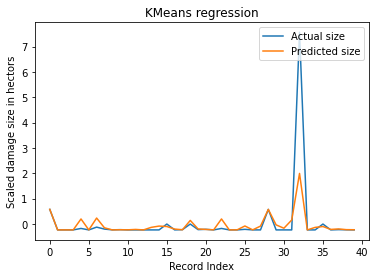 KMeans regression
Actual size
Predicted size
Scaled damage size in hectors
7
6
5
4
3
2
1
0
0 5 10 15 20 25 30 35 40
Record Index